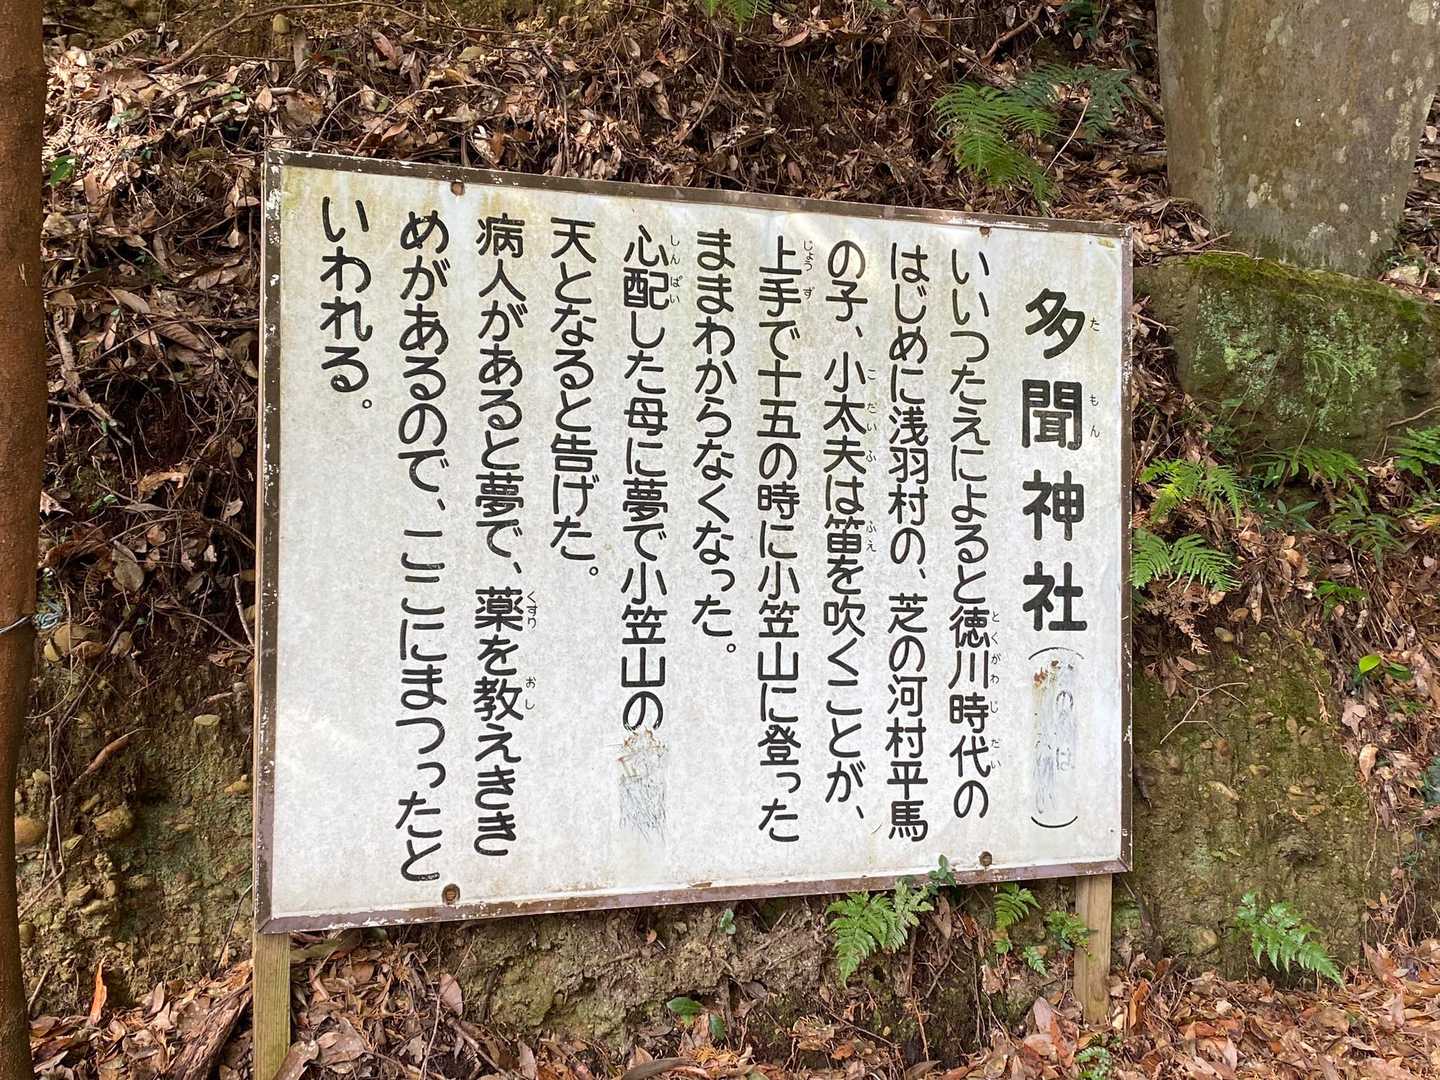 多聞神社（　の　は　）
いいつたえによると徳川時代の
はじめに浅羽村の、芝の河村平馬
の子、小太夫は笛を吹くことが、
上手で十五の時に小笠山に登った
ままわからなくなった。
心配した母に夢で小笠山の
天となると告げた。
病人があると夢で、薬を教えきき
めがあるので、ここにまつったと
いわれる。